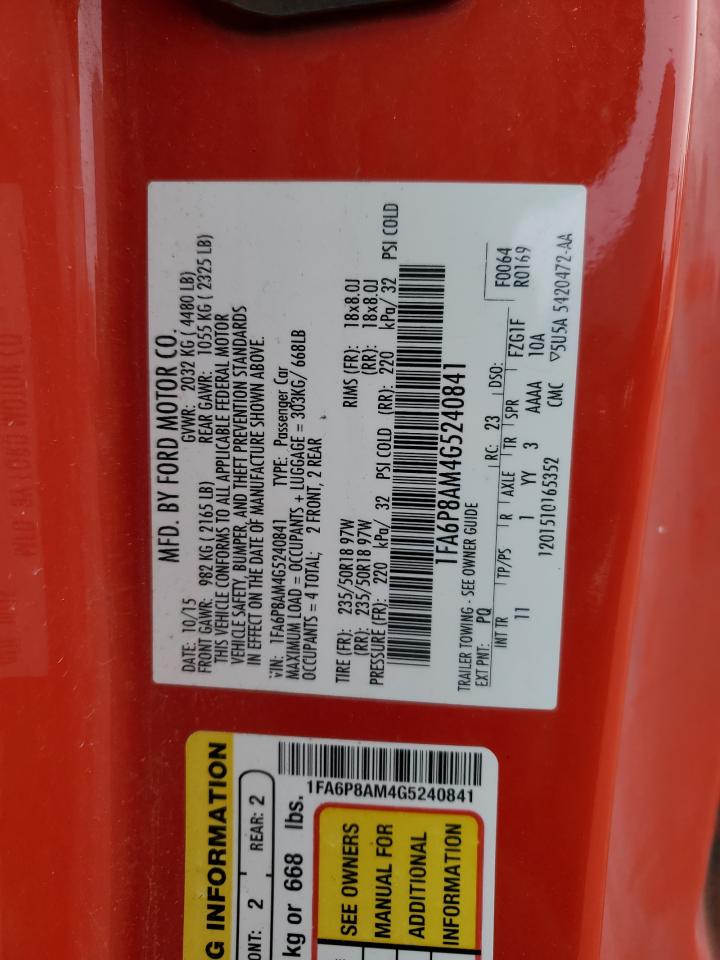 MFD. BY FORD MOTOR CO.
DATE: 10/15 GVWR: 2032 KG ( 4480 LB)
FRONT GAWR: 982 KG ( 2165 LB) REAR GAWR: 1055 KG ( 2325 LB)
THIS VEHICLE CONFORMS TO ALL APPLICABLE FEDERAL MOTOR
VEHICLE SAFETY, BUMPER, AND THEFT PREVENTION STANDARDS
IN EFFECT ON THE DATE OF MANUFACTURE SHOWN ABOVE.
VIN: 1FA6P8AM4G5240841 TYPE: Passenger Car
MAXIMUM LOAD = OCCUPANTS + LUGGAGE = 303KG/ 668LB
OCCUPANTS = 4 TOTAL; 2 FRONT, 2 REAR
TIRE (FR): 235/50R18 97W RIMS (FR): 18x8.0J
(RR): 235/50R18 97W (RR): 18x8.0J
PRESSURE (FR): 220 kPa/ 32 PSI COLD (RR): 220 kPa/ 32 PSI COLD
1FA6P8AM4G5240841
TRAILER TOWING - SEE OWNER GUIDE
EXT PNT: PQ RC: 23 DSO: F0064
INT TR TP/PS R AXLE TR SPR FZG1F R0169
11 1 YY 3 AAAA 10A
1201510165352 CMC ▽5U5A 5420472-AA
G INFORMATION
ONT: 2 REAR: 2
kg or 668 lbs.
1FA6P8AM4G5240841
SEE OWNERS
MANUAL FOR
ADDITIONAL
INFORMATION